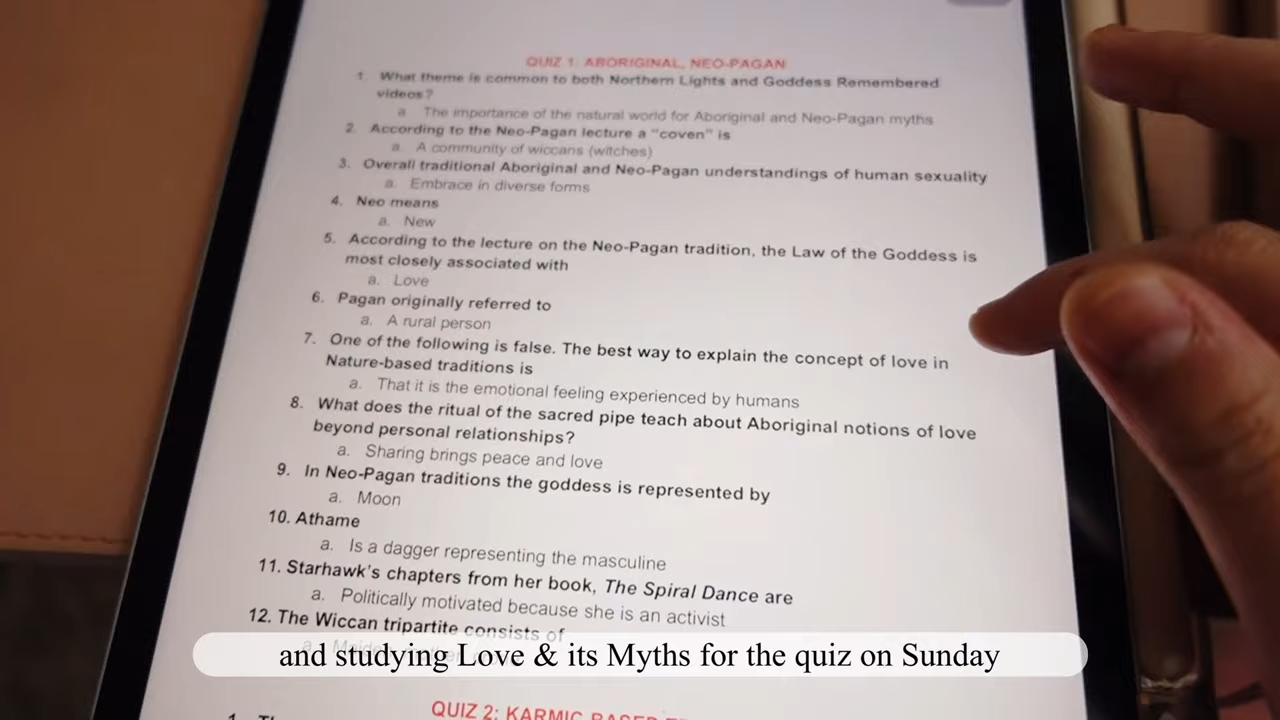 QUIZ 1: ABORIGINAL, NEO-PAGAN
1. What theme is common to both Northern Lights and Goddess Remembered
videos?
a. The importance of the natural world for Aboriginal and Neo-Pagan myths
2. According to the Neo-Pagan lecture a "coven" is
a. A community of wiccans (witches)
3. Overall traditional Aboriginal and Neo-Pagan understandings of human sexuality
a. Embrace in diverse forms
4. Neo means
a. New
5. According to the lecture on the Neo-Pagan tradition, the Law of the Goddess is
most closely associated with
a. Love
6. Pagan originally referred to
a. A rural person
7. One of the following is false. The best way to explain the concept of love in
Nature-based traditions is
a. That it is the emotional feeling experienced by humans
8. What does the ritual of the sacred pipe teach about Aboriginal notions of love
beyond personal relationships?
a. Sharing brings peace and love
9. In Neo-Pagan traditions the goddess is represented by
a. Moon
10. Athame
a. Is a dagger representing the masculine
11. Starhawk's chapters from her book, The Spiral Dance are
a. Politically motivated because she is an activist
12. The Wiccan tripartite consists of
and studying Love & its Myths for the quiz on Sunday
QUIZ 2: KARMIC BASED
1.